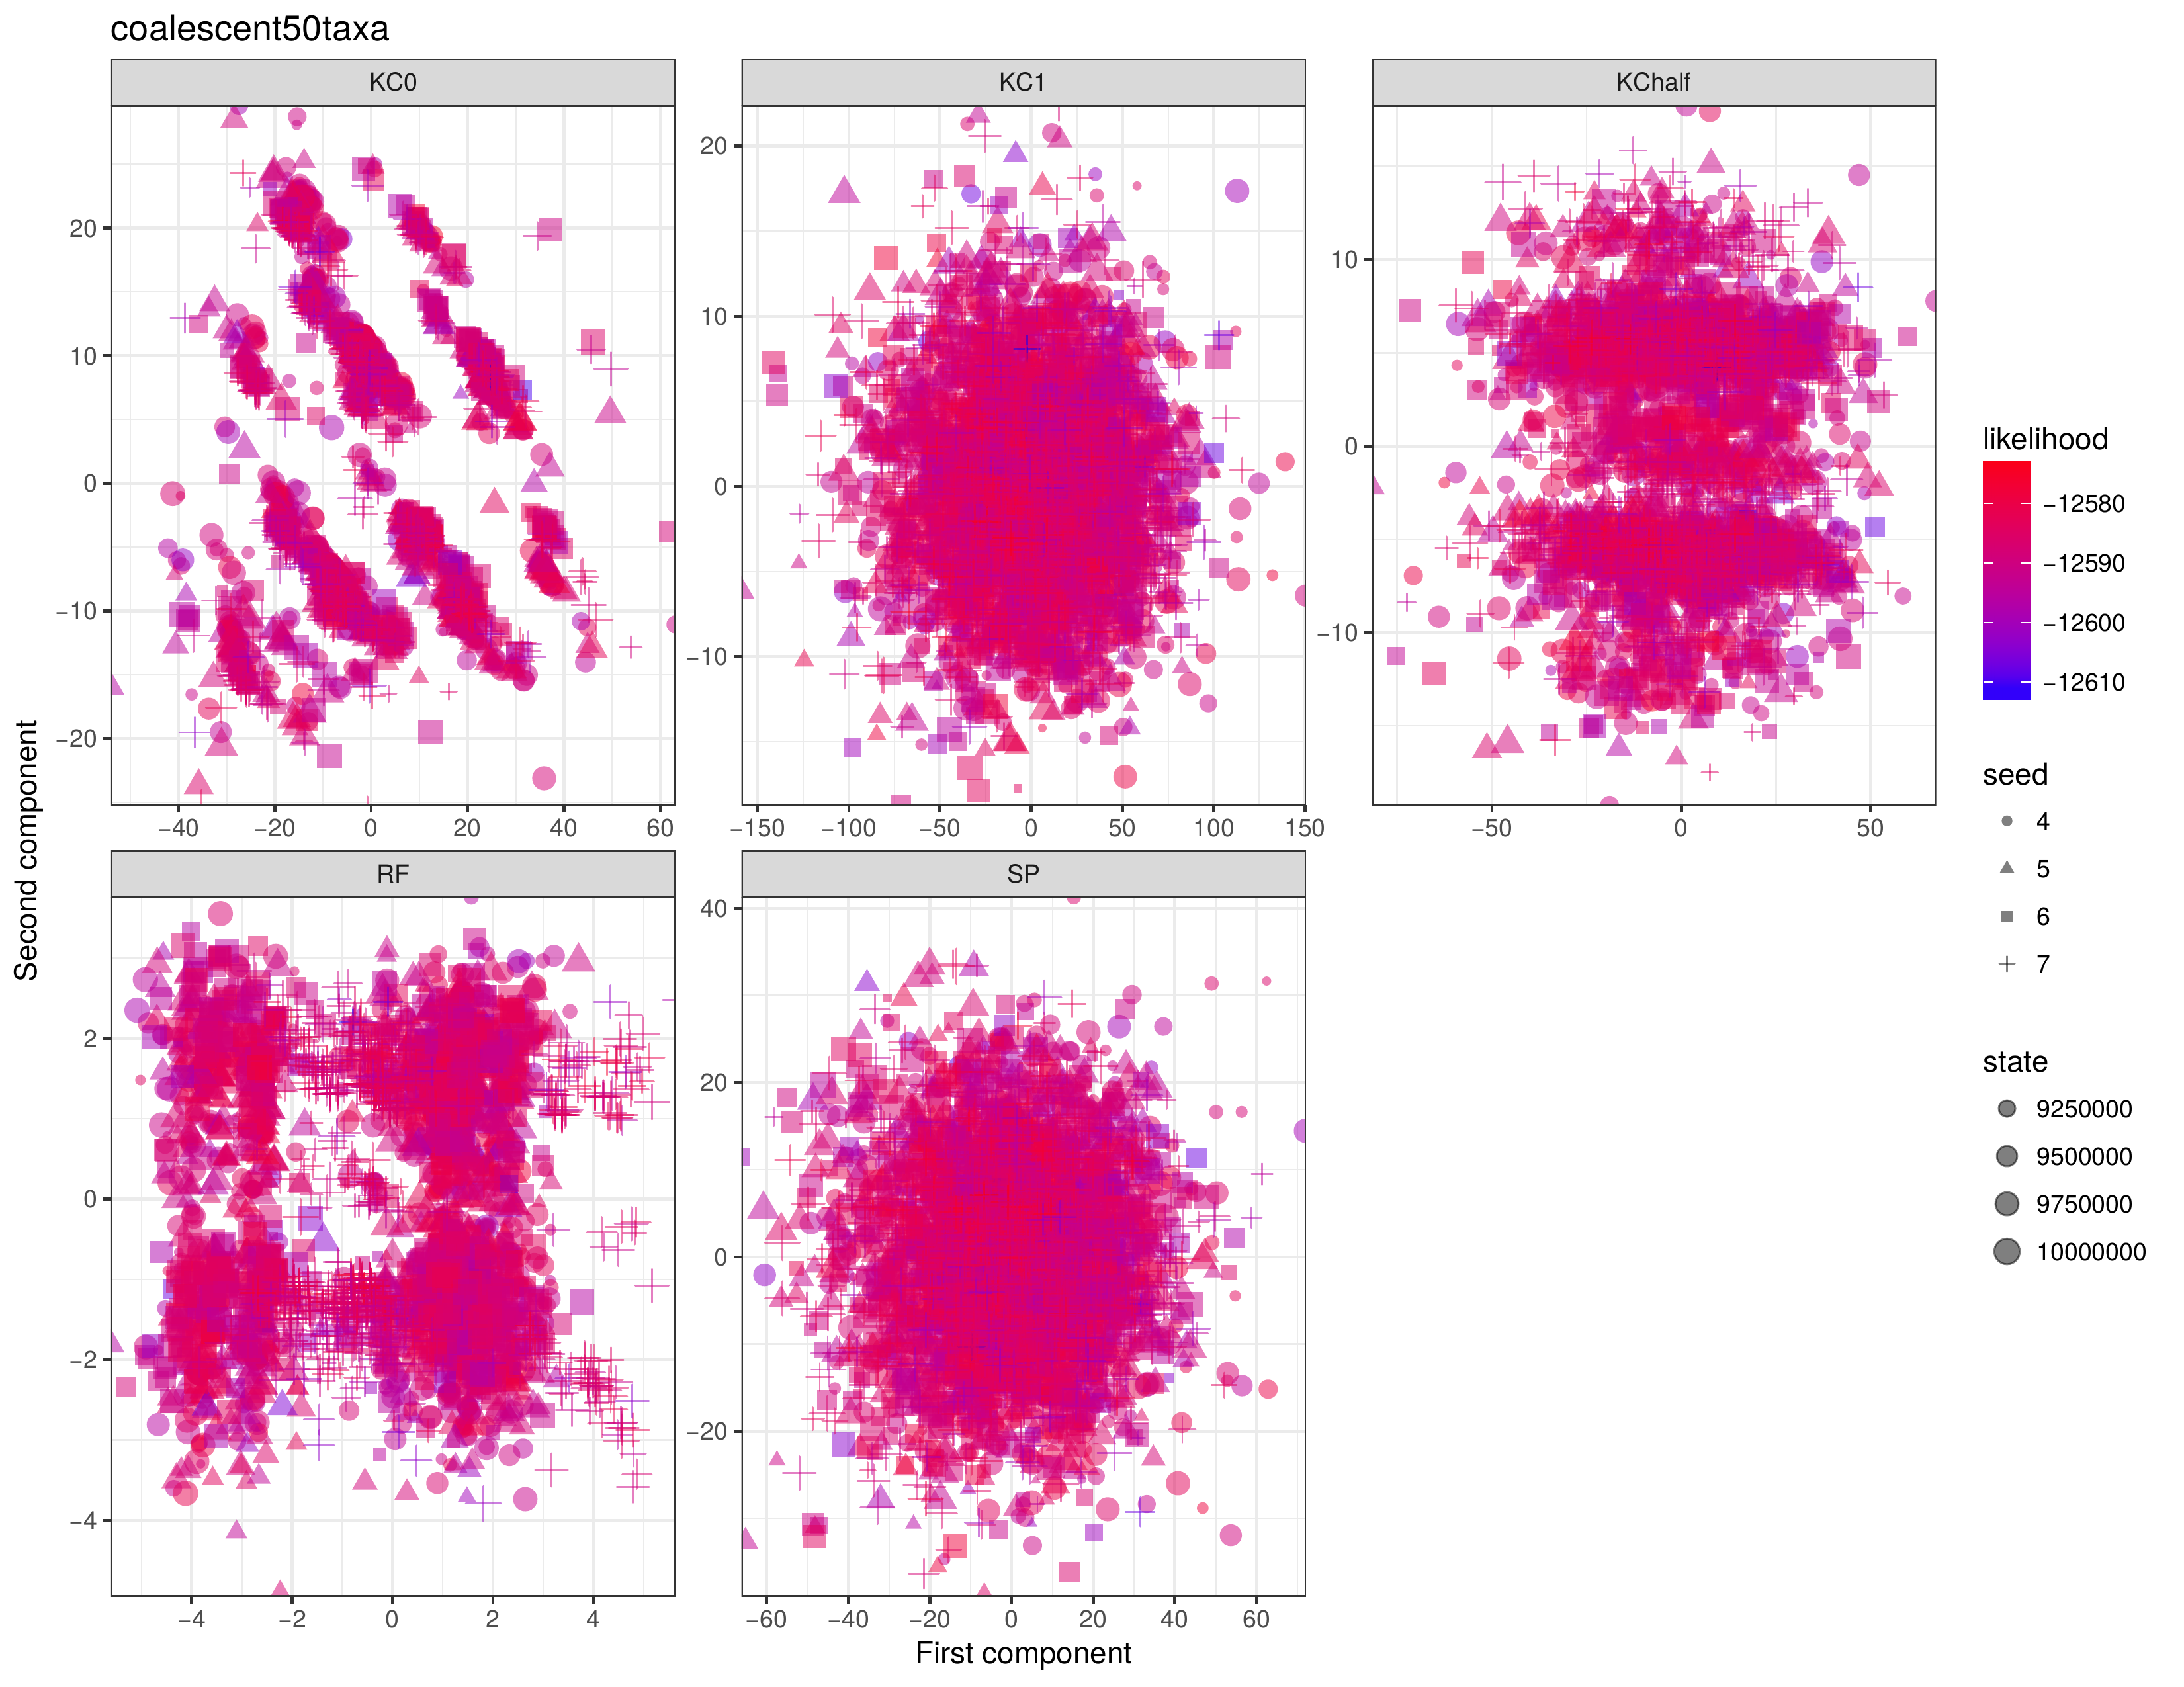 coalescent50taxa
KC0
KC1
KChalf
20
10
0
−10
−20
−40 −20 0 20 40 60
20
10
0
−10
−150 −100 −50 0 50 100 150
10
0
−10
−50 0 50
RF
SP
2
0
−2
−4
−4 −2 0 2 4
40
20
0
−20
−60 −40 −20 0 20 40 60
Second component
First component
likelihood
−12580
−12590
−12600
−12610
seed
4
5
6
7
state
9250000
9500000
9750000
10000000